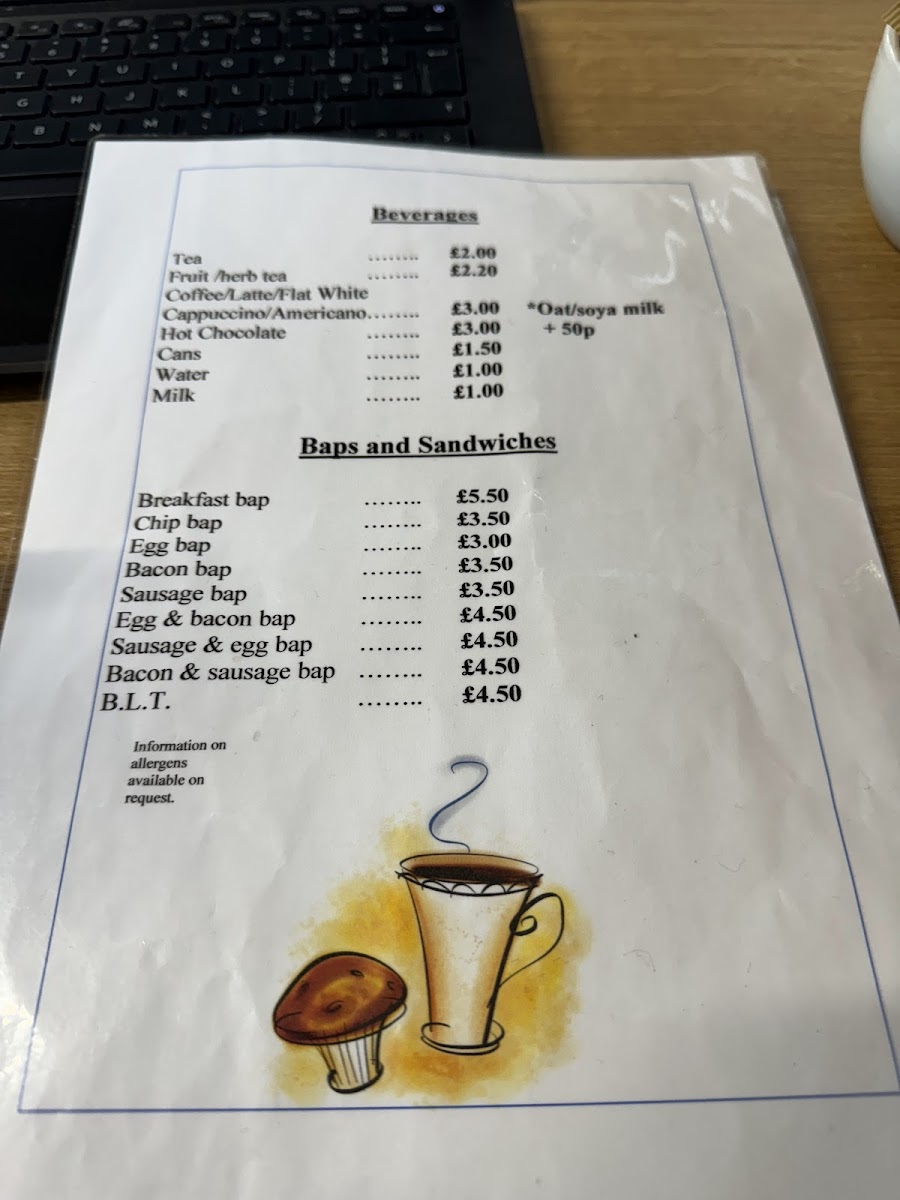 Beverages
Tea ........ £2.00
Fruit /herb tea ........ £2.20
Coffee/Latte/Flat White
Cappuccino/Americano........ £3.00 *Oat/soya milk
Hot Chocolate ........ £3.00 + 50p
Cans ........ £1.50
Water ........ £1.00
Milk ........ £1.00
Baps and Sandwiches
Breakfast bap ........ £5.50
Chip bap ........ £3.50
Egg bap ........ £3.00
Bacon bap ........ £3.50
Sausage bap ........ £3.50
Egg & bacon bap ........ £4.50
Sausage & egg bap ........ £4.50
Bacon & sausage bap ........ £4.50
B.L.T. ........ £4.50
Information on
allergens
available on
request.